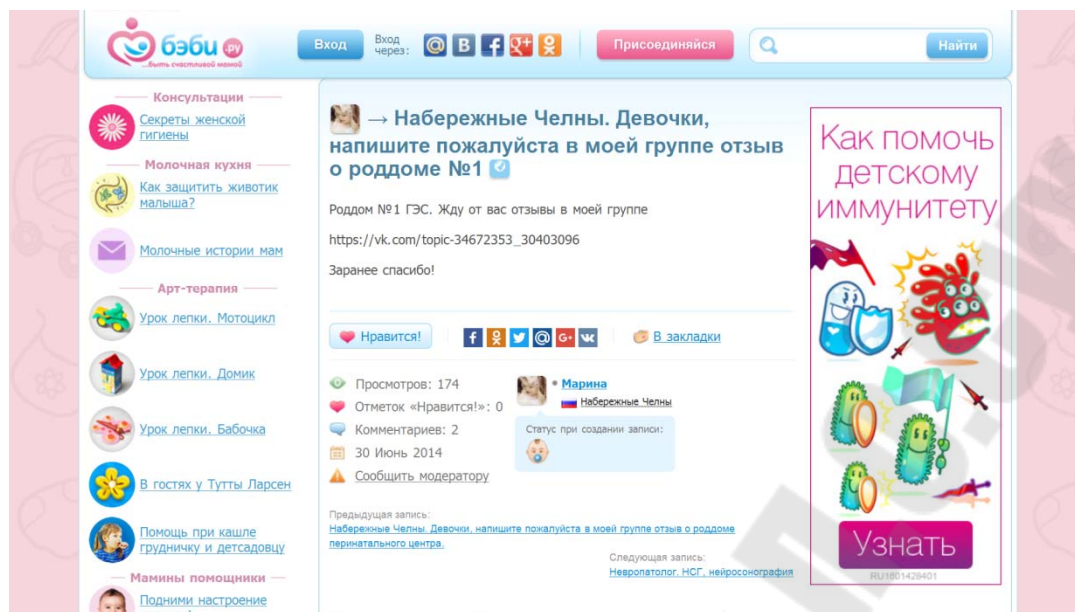 бэби.ру
...быть счастливой мамой
Вход
Вход
через:
Присоединяйся
Найти
Консультации
Секреты женской
гигиены
Молочная кухня
Как защитить животик
малыша?
Молочные истории мам
Арт-терапия
Урок лепки. Мотоцикл
Урок лепки. Домик
Урок лепки. Бабочка
В гостях у Тутты Ларсен
Помощь при кашле
грудничку и детсадовцу
Мамины помощники
Подними настроение
→ Набережные Челны. Девочки,
напишите пожалуйста в моей группе отзыв
о роддоме №1
Роддом №1 ГЭС. Жду от вас отзывы в моей группе
https://vk.com/topic-34672353_30403096
Заранее спасибо!
Нравится!
В закладки
Просмотров: 174
Отметок «Нравится!»: 0
Комментариев: 2
30 Июнь 2014
Сообщить модератору
Марина
Набережные Челны
Статус при создании записи:
Предыдущая запись:
Набережные Челны. Девочки, напишите пожалуйста в моей группе отзыв о роддоме
перинатального центра.
Следующая запись:
Невропатолог. НСГ, нейросонография
Как помочь
детскому
иммунитету
Узнать
RU1601426401